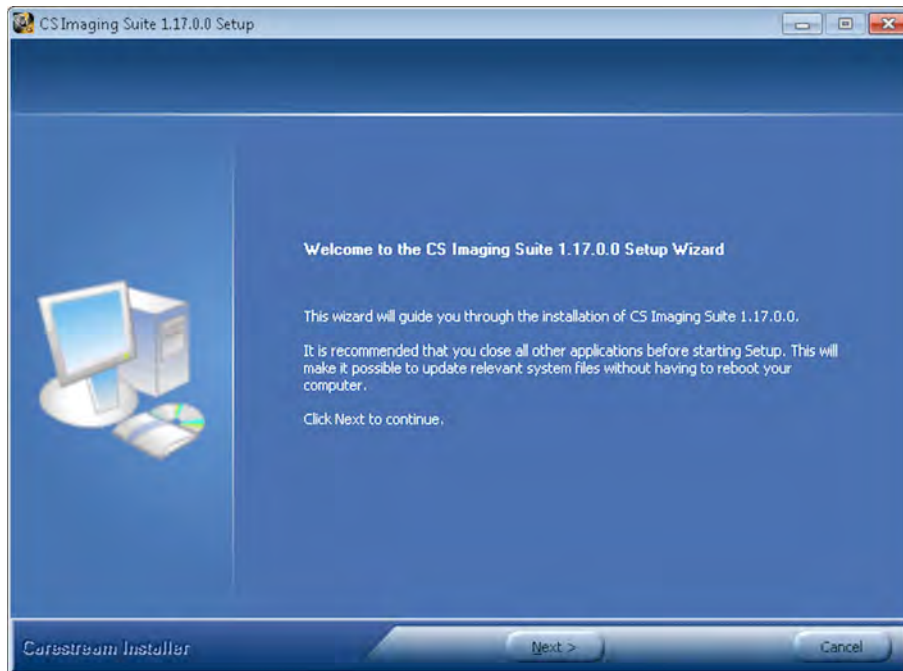 CS Imaging Suite 1.17.0.0 Setup
Welcome to the CS Imaging Suite 1.17.0.0 Setup Wizard
This wizard will guide you through the installation of CS Imaging Suite 1.17.0.0.
It is recommended that you close all other applications before starting Setup. This will
make it possible to update relevant system files without having to reboot your
computer.
Click Next to continue.
Carestream Installer
Next >
Cancel